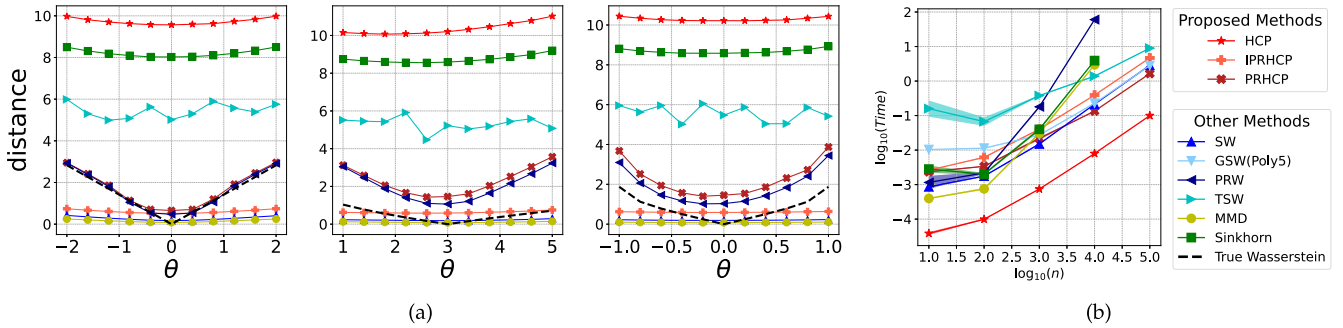 distance
10
8
6
4
2
0
−2 −1 0 1 2
θ
10
8
6
4
2
0
1 2 3 4 5
θ
10
8
6
4
2
0
−1.0 −0.5 0.0 0.5 1.0
θ
(a)
log₁₀(Time)
2
1
0
−1
−2
−3
−4
1.0 1.5 2.0 2.5 3.0 3.5 4.0 4.5 5.0
log₁₀(n)
(b)
Proposed Methods
HCP
IPRHCP
PRHCP
Other Methods
SW
GSW(Poly5)
PRW
TSW
MMD
Sinkhorn
True Wasserstein